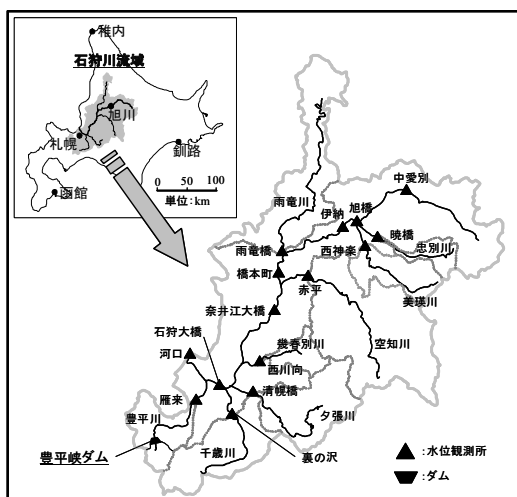 稚内
石狩川流域
旭川
札幌
釧路
函館
0 50 100
単位:km
中愛別
雨竜川
伊納
旭橋
暁橋
忠別川
雨竜橋
西神楽
橋本町
赤平
美瑛川
奈井江大橋
石狩大橋
幾春別川
空知川
河口
西川向
清幌橋
雁来
夕張川
豊平川
豊平峡ダム
千歳川
裏の沢
:水位観測所
:ダム